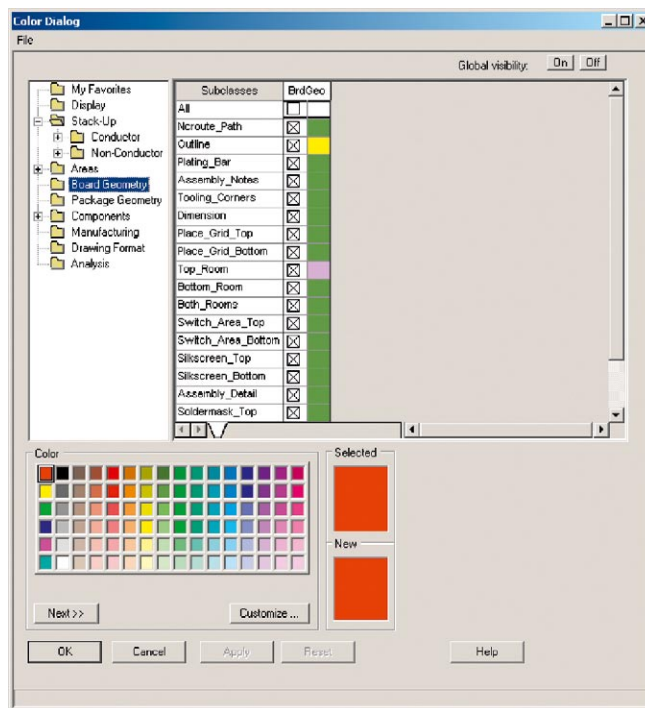 Color Dialog
File
Global visibility: On Off
My Favorites
Display
Stack-Up
Conductor
Non-Conductor
Areas
Board Geometry
Package Geometry
Components
Manufacturing
Drawing Format
Analysis
Subclasses BrdGeo
All
Ncroute_Path
Outline
Plating_Bar
Assembly_Notes
Tooling_Corners
Dimension
Place_Grid_Top
Place_Grid_Bottom
Top_Room
Bottom_Room
Both_Rooms
Switch_Area_Top
Switch_Area_Bottom
Silkscreen_Top
Silkscreen_Bottom
Assembly_Detail
Soldermask_Top
Color
Selected
New
Next >> Customize ...
OK Cancel Apply Reset Help